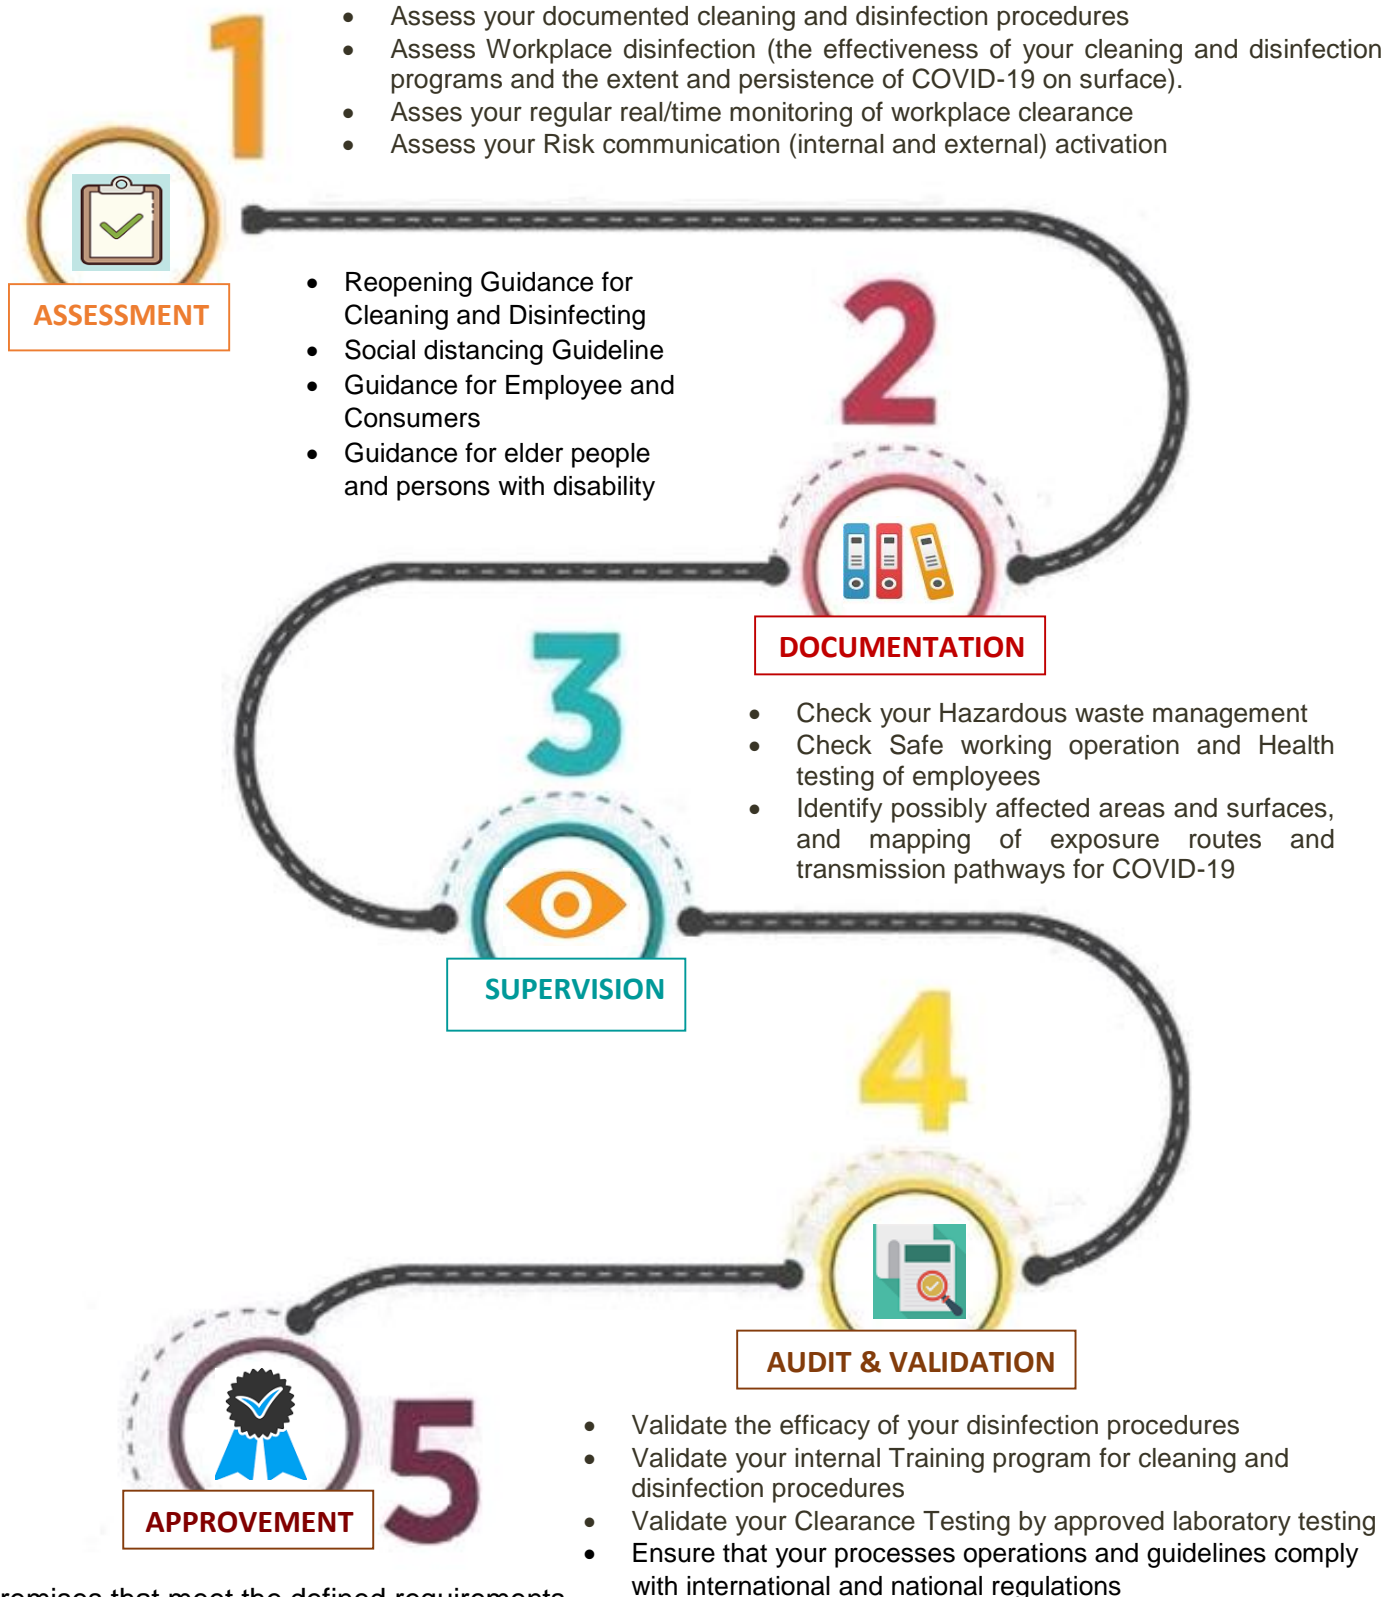 1
• Assess your documented cleaning and disinfection procedures
• Assess Workplace disinfection (the effectiveness of your cleaning and disinfection
programs and the extent and persistence of COVID-19 on surface).
• Asses your regular real/time monitoring of workplace clearance
• Assess your Risk communication (internal and external) activation
ASSESSMENT
• Reopening Guidance for
Cleaning and Disinfecting
• Social distancing Guideline
• Guidance for Employee and
Consumers
• Guidance for elder people
and persons with disability
2
DOCUMENTATION
3
• Check your Hazardous waste management
• Check Safe working operation and Health
testing of employees
• Identify possibly affected areas and surfaces,
and mapping of exposure routes and
transmission pathways for COVID-19
SUPERVISION
4
AUDIT & VALIDATION
5
APPROVEMENT
• Validate the efficacy of your disinfection procedures
• Validate your internal Training program for cleaning and
disinfection procedures
• Validate your Clearance Testing by approved laboratory testing
• Ensure that your processes operations and guidelines comply
with international and national regulations
that meet the defined requirements